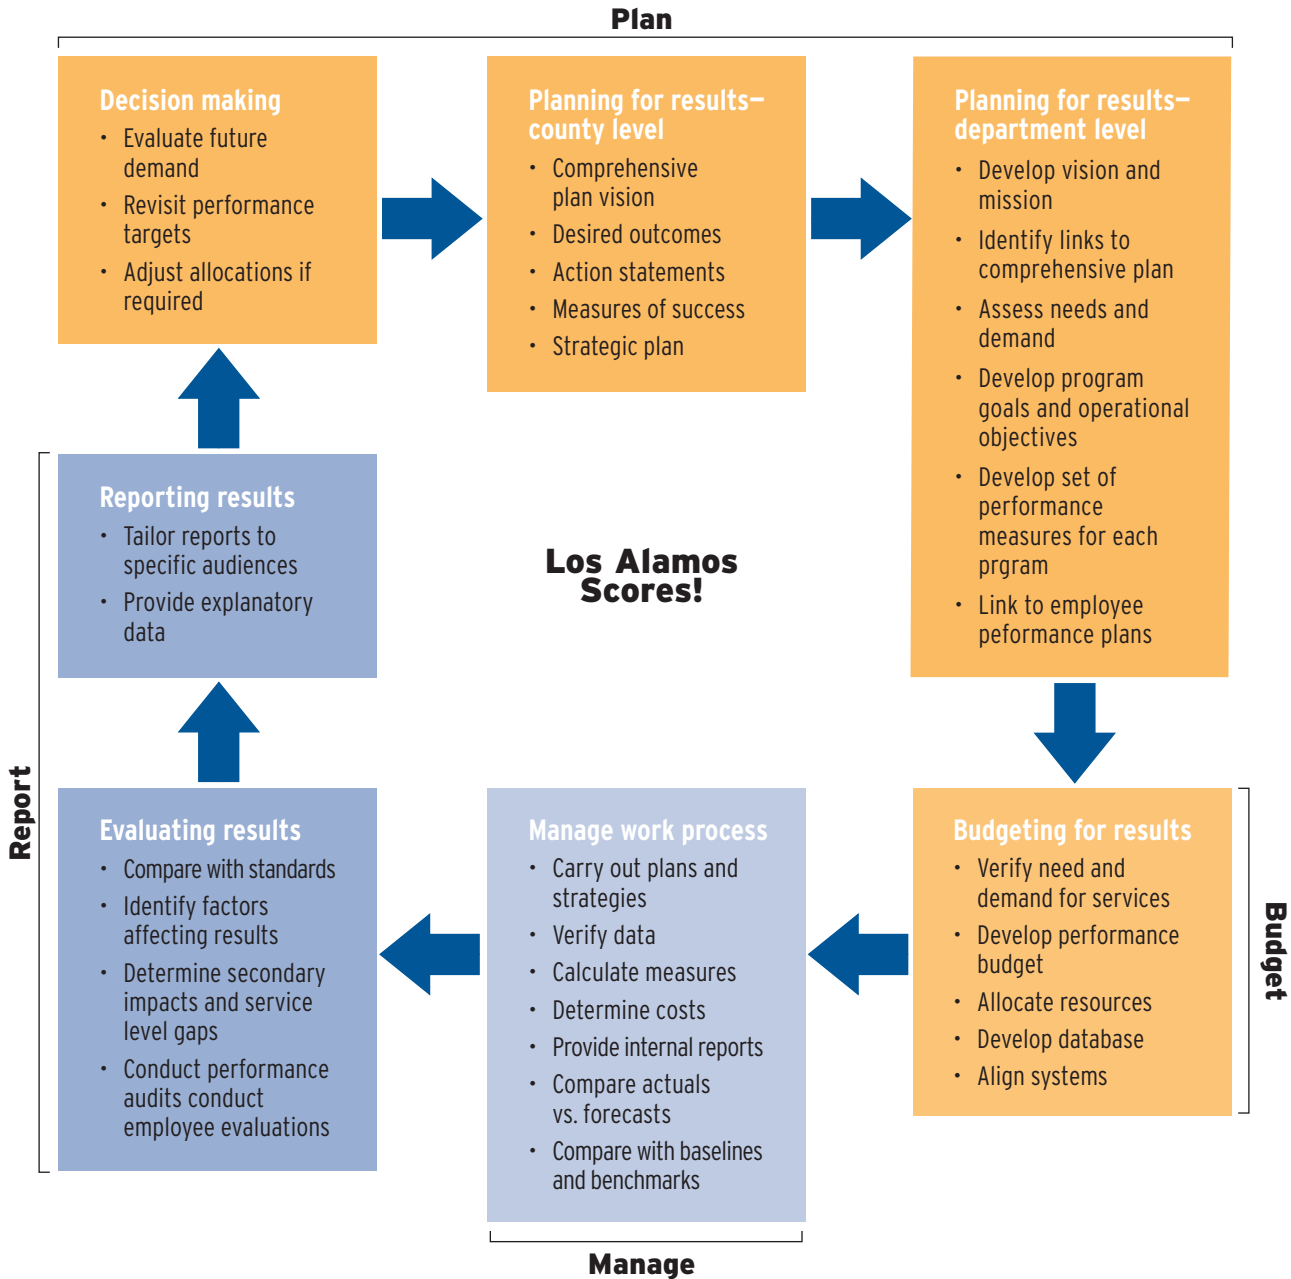 Plan
Decision making
• Evaluate future
demand
• Revisit performance
targets
• Adjust allocations if
required
Planning for results–
county level
• Comprehensive
plan vision
• Desired outcomes
• Action statements
• Measures of success
• Strategic plan
Planning for results–
department level
• Develop vision and
mission
• Identify links to
comprehensive plan
• Assess needs and
demand
• Develop program
goals and operational
objectives
• Develop set of
performance
measures for each
prgram
• Link to employee
peformance plans
Reporting results
• Tailor reports to
specific audiences
• Provide explanatory
data
Los Alamos
Scores!
Report
Evaluating results
• Compare with standards
• Identify factors
affecting results
• Determine secondary
impacts and service
level gaps
• Conduct performance
audits conduct
employee evaluations
Manage work process
• Carry out plans and
strategies
• Verify data
• Calculate measures
• Determine costs
• Provide internal reports
• Compare actuals
vs. forecasts
• Compare with baselines
and benchmarks
Budgeting for results
• Verify need and
demand for services
• Develop performance
budget
• Allocate resources
• Develop database
• Align systems
Budget
Manage